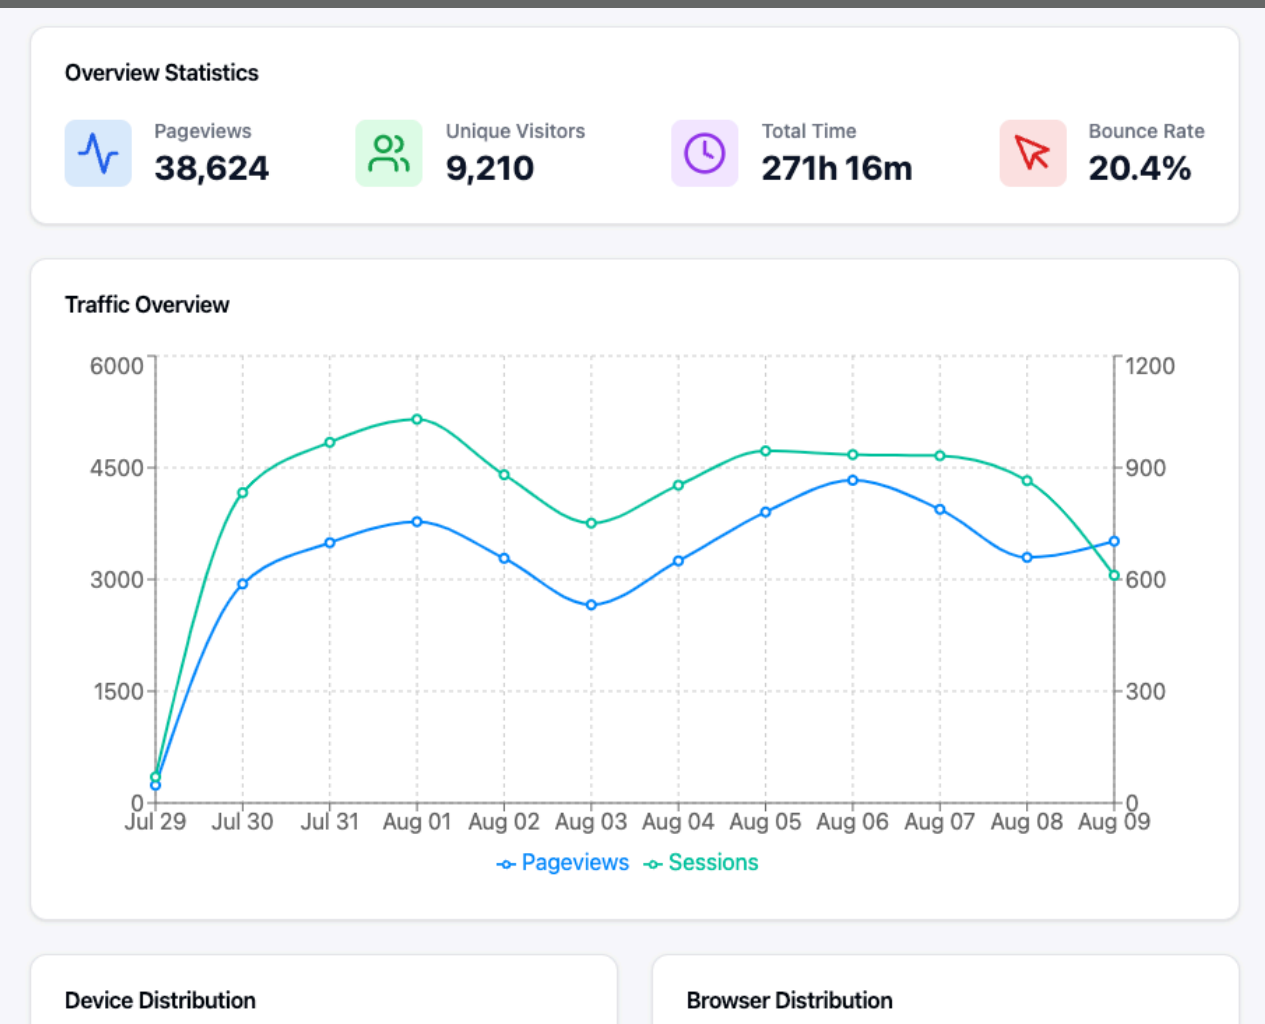 Overview Statistics
Pageviews
38,624
Unique Visitors
9,210
Total Time
271h 16m
Bounce Rate
20.4%
Traffic Overview
6000
4500
3000
1500
0
1200
900
600
300
0
Jul 29 Jul 30 Jul 31 Aug 01 Aug 02 Aug 03 Aug 04 Aug 05 Aug 06 Aug 07 Aug 08 Aug 09
Pageviews Sessions
Device Distribution
Browser Distribution